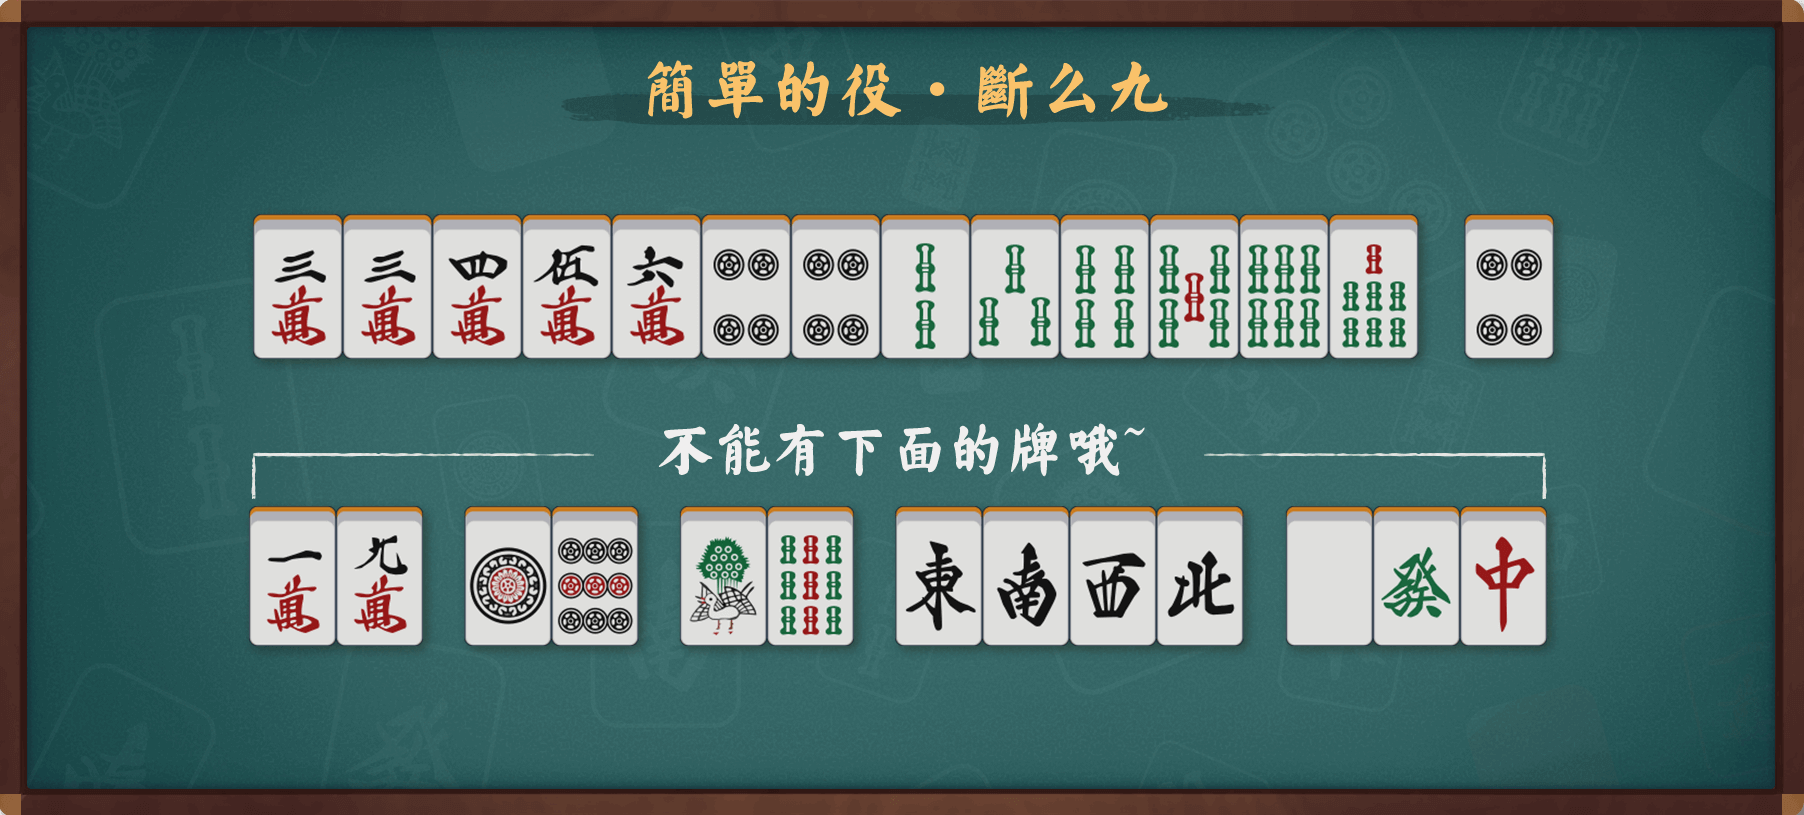 簡單的役·斷么九
三萬 三萬 四萬 伍萬 六萬
不能有下面的牌哦~
一萬 九萬 東 南 西 北 發 中